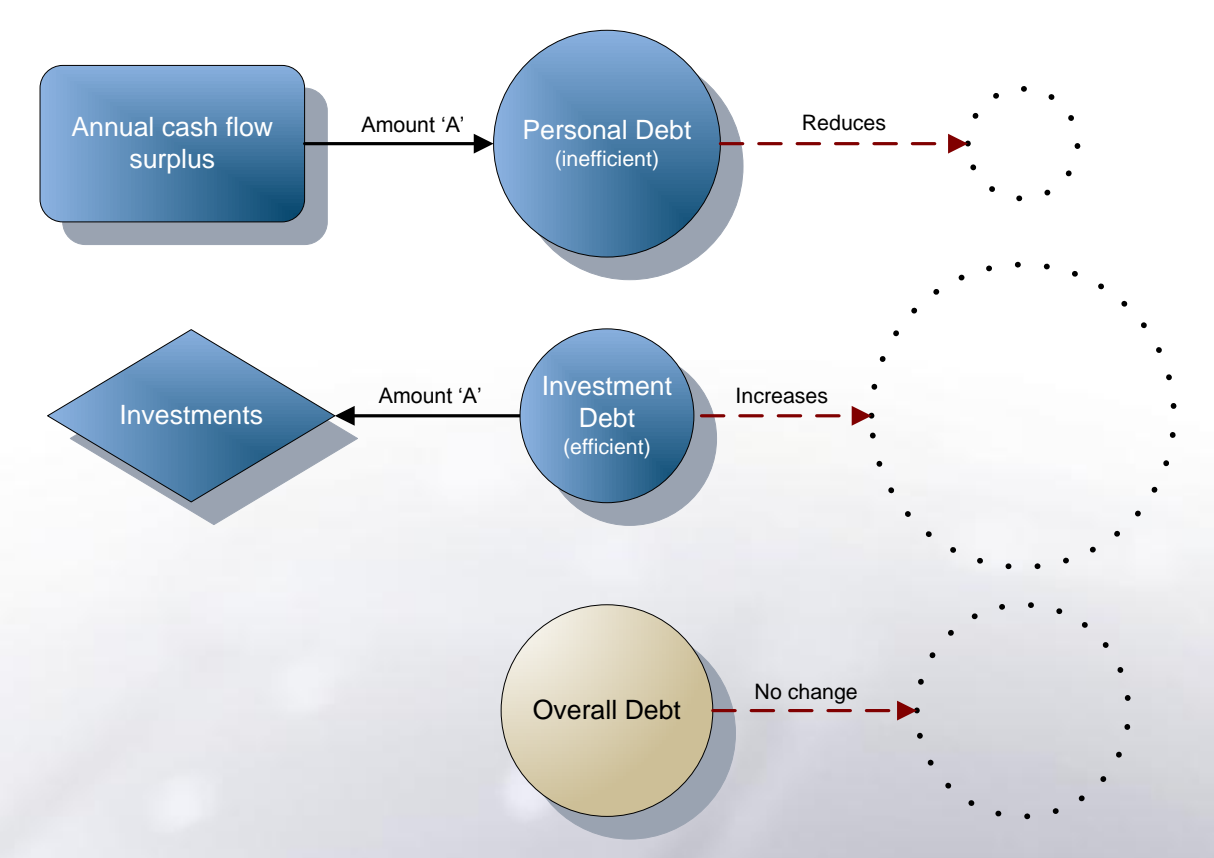 Annual cash flow
surplus
Amount ‘A’
Personal Debt
(inefficient)
Reduces
Investments
Amount ‘A’
Investment
Debt
(efficient)
Increases
Overall Debt
No change